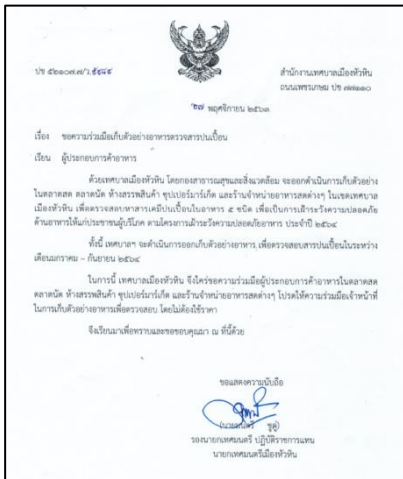 ปข ๕๒๑๐๗.๗/ว.๕๘๘๕
สำนักงานเทศบาลเมืองหัวหิน
ถนนเพชรเกษม ปข ๗๗๑๑๐
๒๗ พฤศจิกายน ๒๕๖๓
เรื่อง ขอความร่วมมือเก็บตัวอย่างอาหารตรวจสารปนเปื้อน
เรียน ผู้ประกอบการค้าอาหาร
ด้วยเทศบาลเมืองหัวหิน โดยกองสาธารณสุขและสิ่งแวดล้อม จะออกดำเนินการเก็บตัวอย่าง
ในตลาดสด ตลาดนัด ห้างสรรพสินค้า ซุปเปอร์มาร์เก็ต และร้านจำหน่ายอาหารสดต่างๆ ในเขตเทศบาล
เมืองหัวหิน เพื่อตรวจสอบหาสารเคมีปนเปื้อนในอาหาร ๕ ชนิด เพื่อเป็นการเฝ้าระวังความปลอดภัย
ด้านอาหารให้แก่ประชาชนผู้บริโภค ตามโครงการเฝ้าระวังความปลอดภัยอาหาร ประจำปี ๒๕๖๔
ทั้งนี้ เทศบาลฯ จะดำเนินการออกเก็บตัวอย่างอาหาร เพื่อตรวจสอบสารปนเปื้อนในระหว่าง
เดือนมกราคม – กันยายน ๒๕๖๔
ในการนี้ เทศบาลเมืองหัวหิน จึงใคร่ขอความร่วมมือผู้ประกอบการค้าอาหารในตลาดสด
ตลาดนัด ห้างสรรพสินค้า ซุปเปอร์มาร์เก็ต และร้านจำหน่ายอาหารสดต่างๆ โปรดให้ความร่วมมือเจ้าหน้าที่
ในการเก็บตัวอย่างอาหารเพื่อตรวจสอบ โดยไม่ต้องใช้ราคา
จึงเรียนมาเพื่อทราบและขอขอบคุณมา ณ ที่นี้ด้วย
ขอแสดงความนับถือ
ชูตู)
รองนายกเทศมนตรี ปฏิบัติราชการแทน
นายกเทศมนตรีเมืองหัวหิน